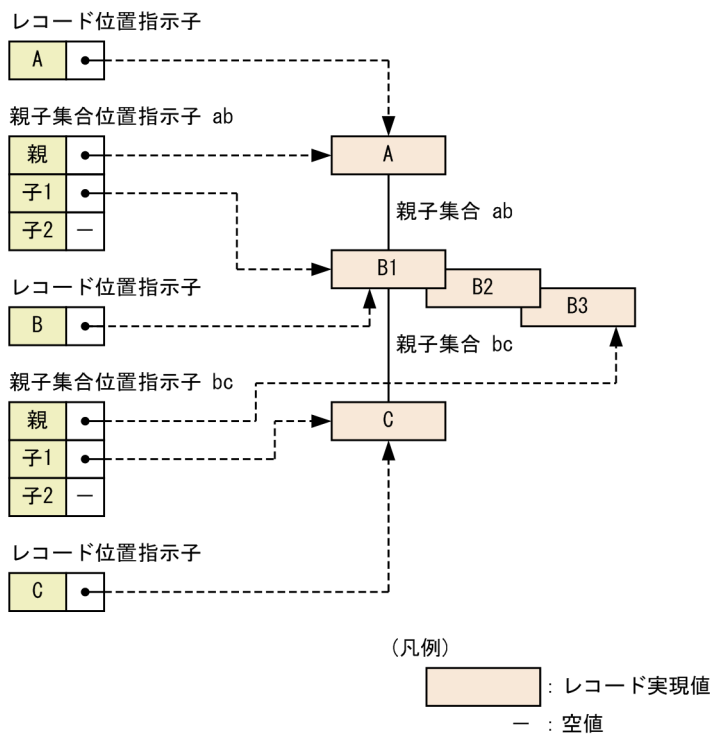 レコード位置指示子
A
親子集合位置指示子 ab
親
A
子1
親子集合 ab
子2 －
B1
レコード位置指示子
B2
B
B3
親子集合 bc
親子集合位置指示子 bc
親
C
子1
子2 －
レコード位置指示子
C
(凡例)
：レコード実現値
－ ：空値